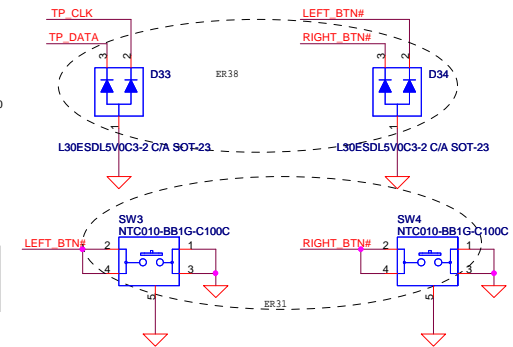 TP_CLK
LEFT_BTN#
TP_DATA
RIGHT_BTN#
3
2
3
2
D33
ER38
D34
1
1
L30ESDL5V0C3-2 C/A SOT-23
L30ESDL5V0C3-2 C/A SOT-23
SW3
NTC010-BB1G-C100C
SW4
NTC010-BB1G-C100C
LEFT_BTN#
2
1
RIGHT_BTN#
2
1
4
3
4
3
5
ER31
5